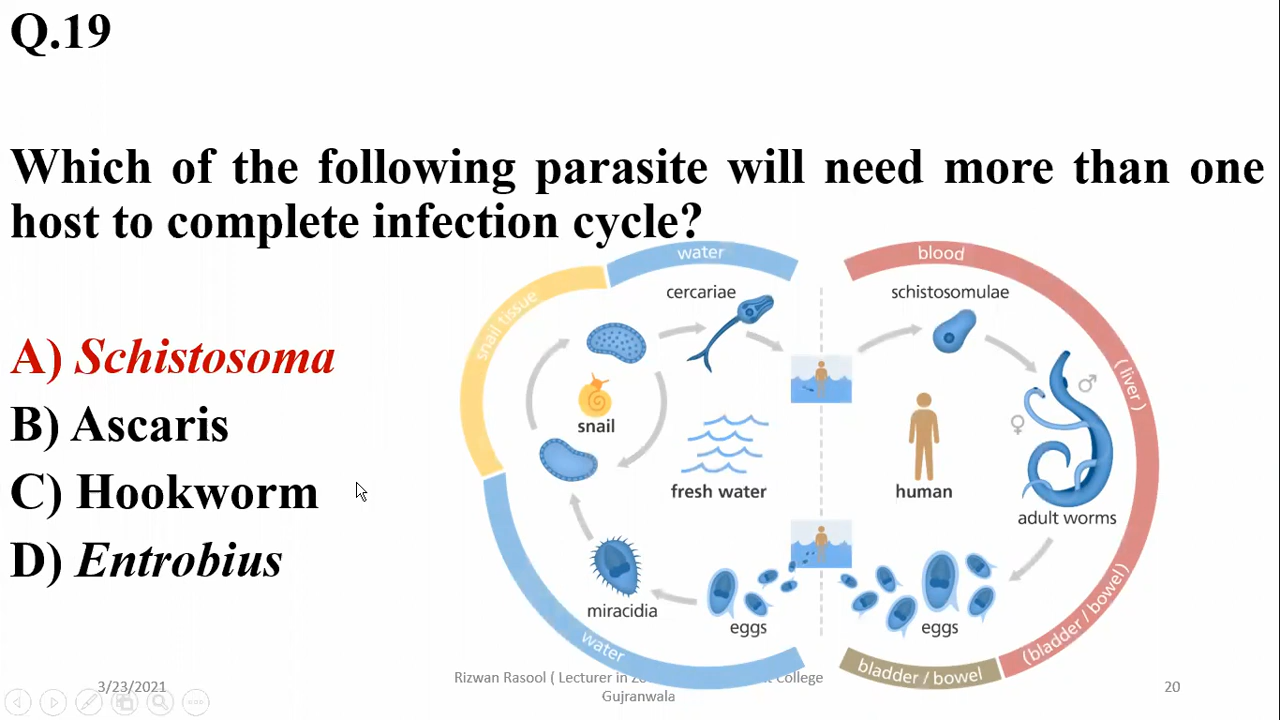 Q.19
Which of the following parasite will need more than one
host to complete infection cycle?
A) Schistosoma
B) Ascaris
C) Hookworm
D) Entrobius
water
blood
snail tissue
cercariae
schistosomulae
(liver)
snail
fresh water
human
adult worms
miracidia
eggs
eggs
water
bladder / bowel
(bladder / bowel)
3/23/2021
Rizwan Rasool ( Lecturer in
College
Gujranwala
20